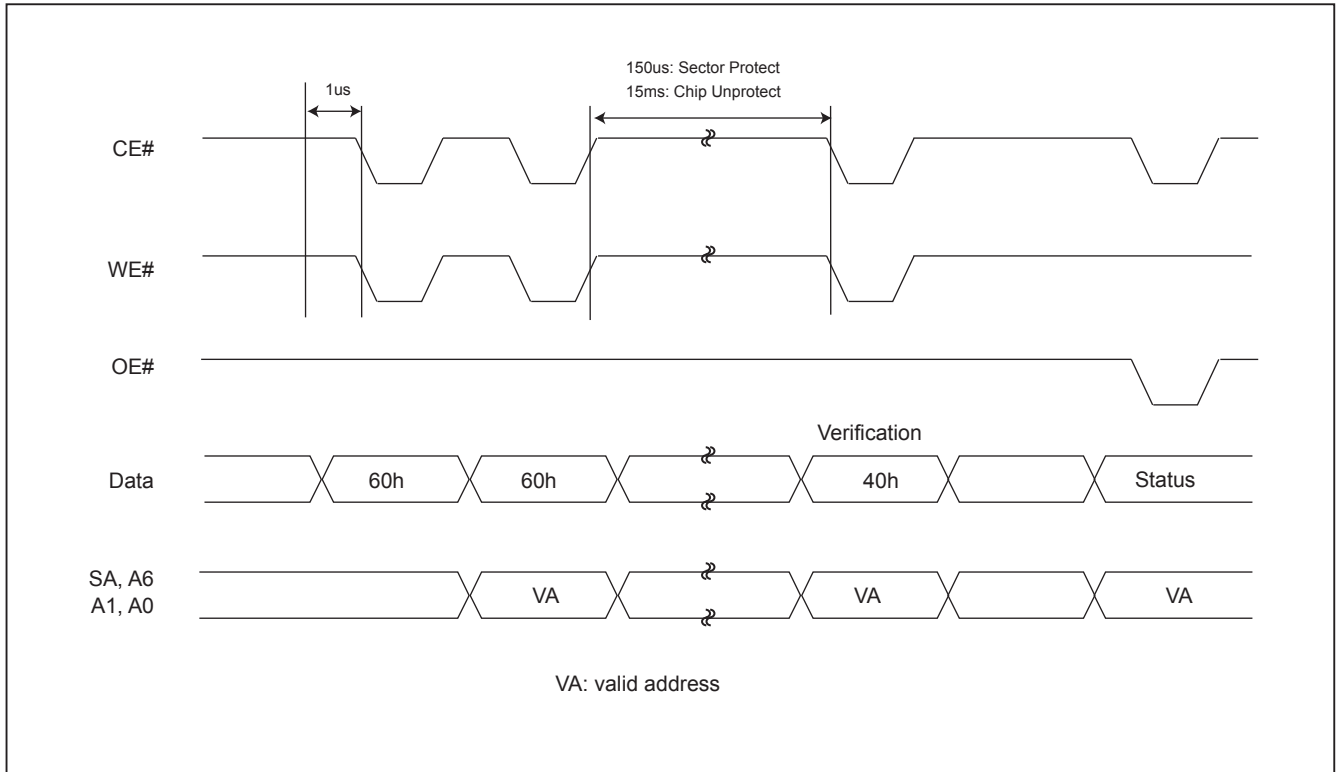 150us: Sector Protect
15ms: Chip Unprotect
1us
CE#
WE#
OE#
Verification
Data
60h
60h
40h
Status
SA, A6
A1, A0
VA
VA
VA
VA: valid address